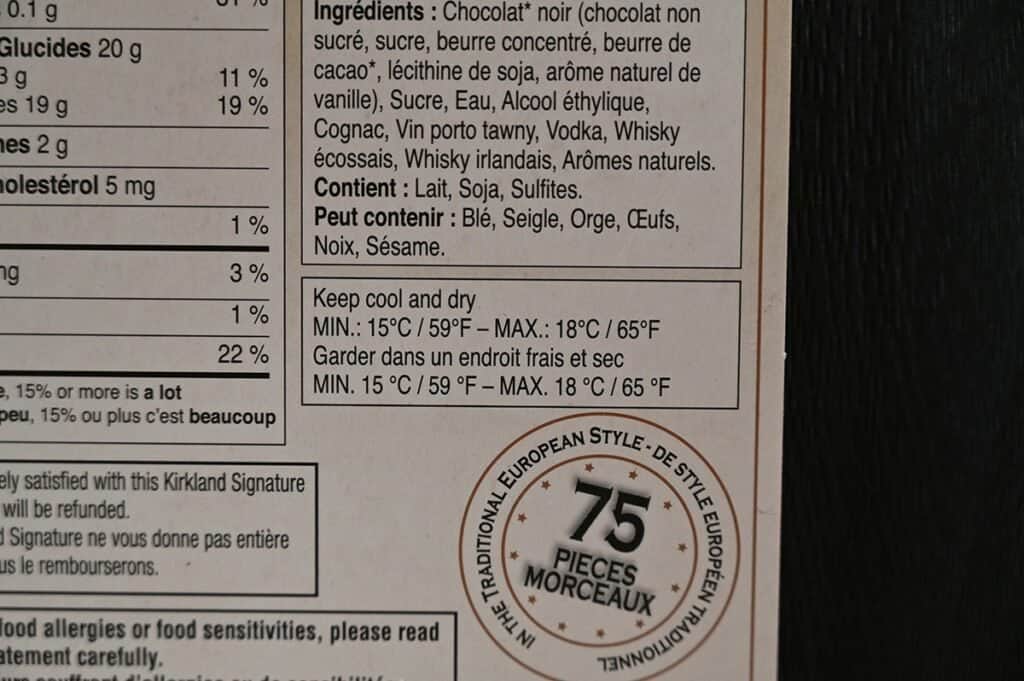 0.1 g
Glucides 20 g
3 g 11 %
es 19 g 19 %
nes 2 g
holestérol 5 mg
1 %
ng 3 %
1 %
22 %
e, 15% or more is a lot
peu, 15% ou plus c'est beaucoup
Ingrédients : Chocolat* noir (chocolat non
sucré, sucre, beurre concentré, beurre de
cacao*, lécithine de soja, arôme naturel de
vanille), Sucre, Eau, Alcool éthylique,
Cognac, Vin porto tawny, Vodka, Whisky
écossais, Whisky irlandais, Arômes naturels.
Contient : Lait, Soja, Sulfites.
Peut contenir : Blé, Seigle, Orge, Œufs,
Noix, Sésame.
Keep cool and dry
MIN.: 15°C / 59°F – MAX.: 18°C / 65°F
Garder dans un endroit frais et sec
MIN. 15 °C / 59 °F – MAX. 18 °C / 65 °F
ely satisfied with this Kirkland Signature
will be refunded.
d Signature ne vous donne pas entière
us le rembourserons.
IN THE TRADITIONAL EUROPEAN STYLE - DE STYLE EUROPÉEN TRADITIONNEL
75
PIECES
MORCEAUX
food allergies or food sensitivities, please read
atement carefully.